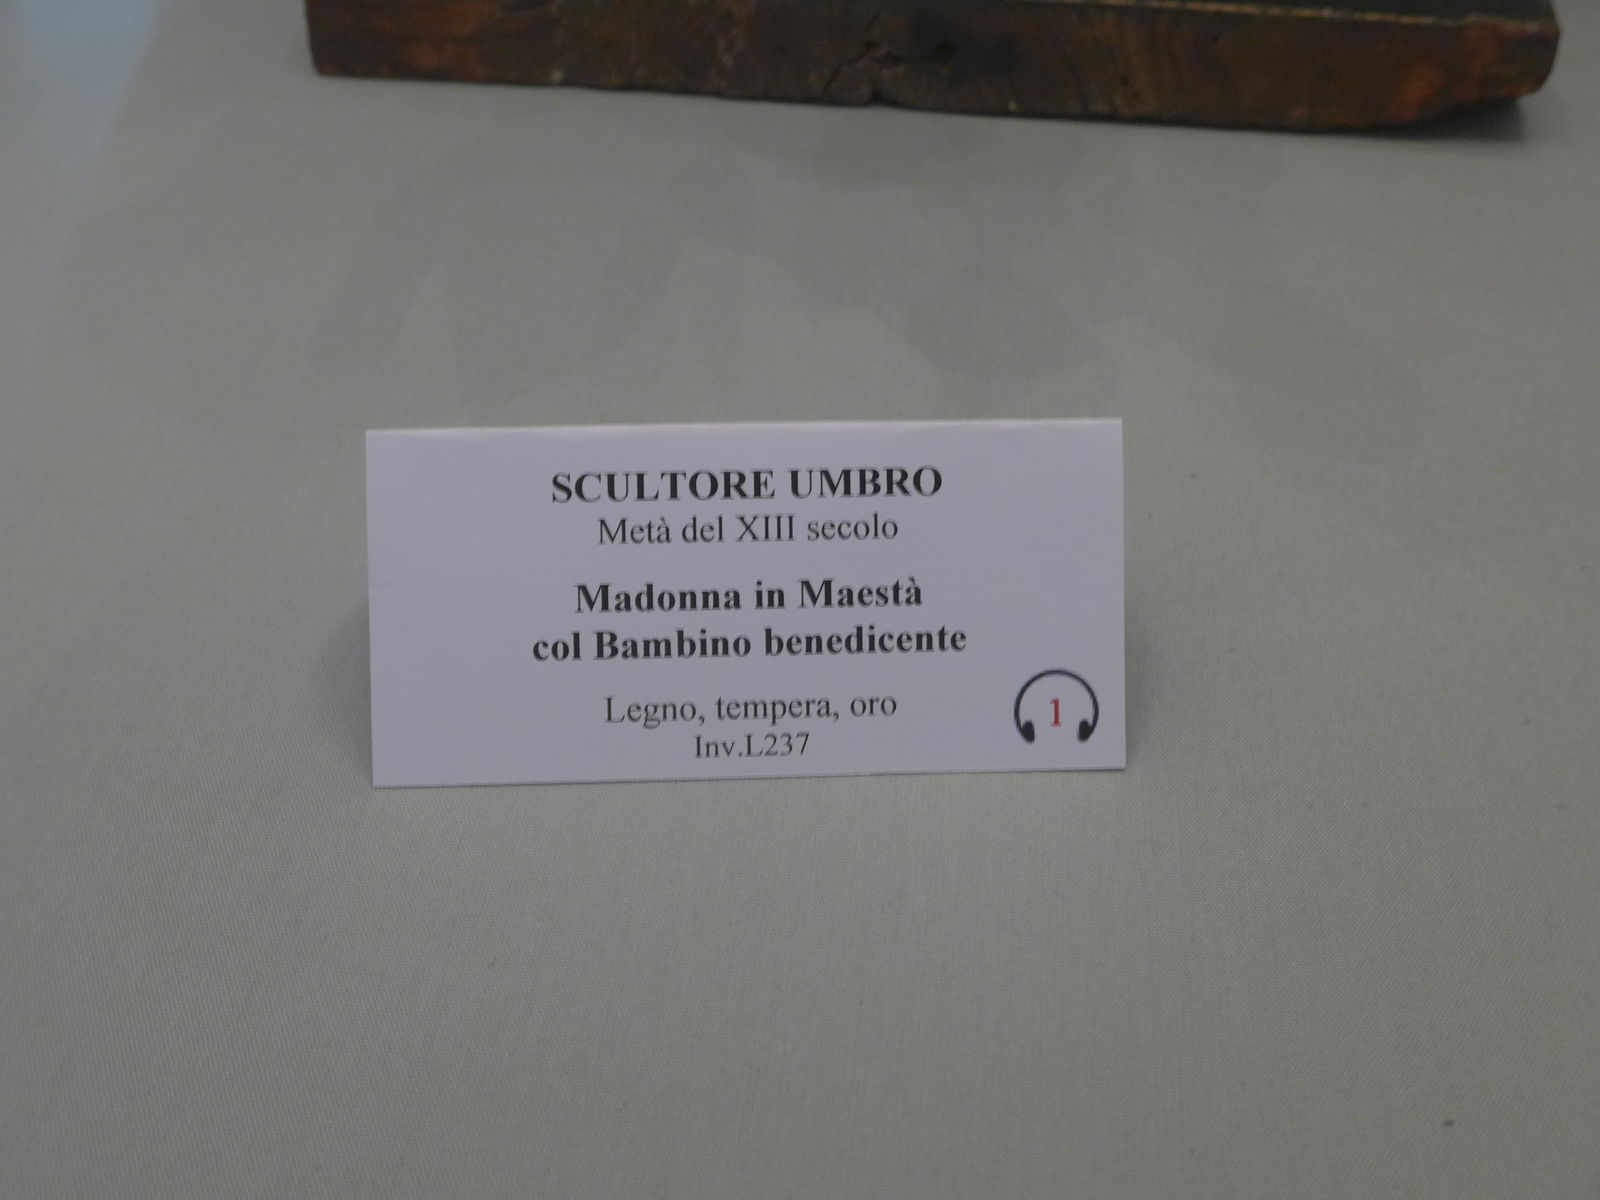 SCULTORE UMBRO
Metà del XIII secolo
Madonna in Maestà
col Bambino benedicente
Legno, tempera, oro
Inv.L237
1